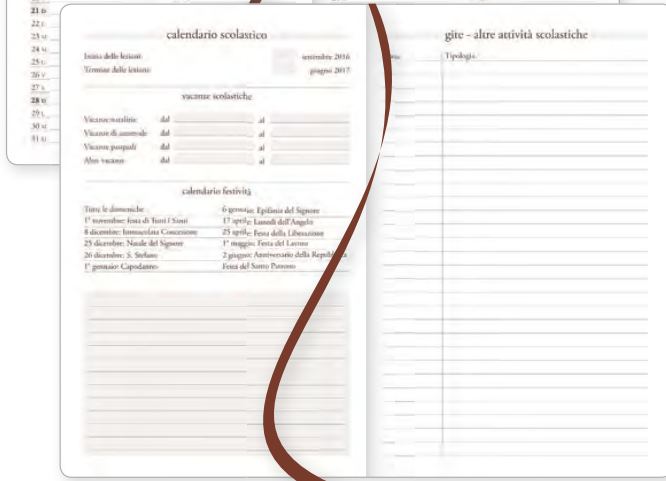 21 D
22 L
23 M
24 M
25 G
26 V
27 S
28 D
29 L
30 M
31 M
calendario scolastico
Inizio delle lezioni: settembre 2016
Termine delle lezioni: giugno 2017
vacanze scolastiche
Vacanze natalizie dal al
Vacanze di carnevale dal al
Vacanze pasquali dal al
Altre vacanze dal al
calendario festività
Tutte le domeniche
1° novembre: festa di Tutti i Santi
8 dicembre: Immacolata Concezione
25 dicembre: Natale del Signore
26 dicembre: S. Stefano
1° gennaio: Capodanno
6 gennaio: Epifania del Signore
17 aprile: Lunedì dell'Angelo
25 aprile: Festa della Liberazione
1° maggio: Festa del Lavoro
2 giugno: Anniversario della Repubblica
Festa del Santo Patrono
gite - altre attività scolastiche
Tipologia